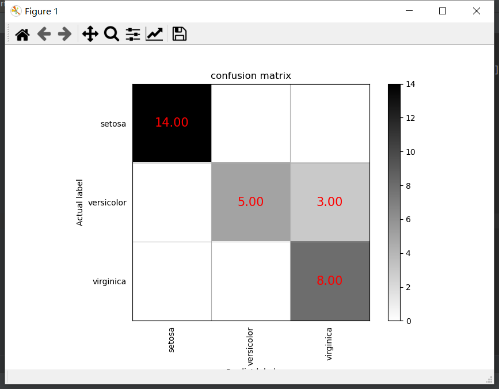 Figure 1
confusion matrix
14
setosa
14.00
12
10
versicolor
5.00
3.00
8
Actual label
6
4
virginica
8.00
2
0
setosa
versicolor
virginica